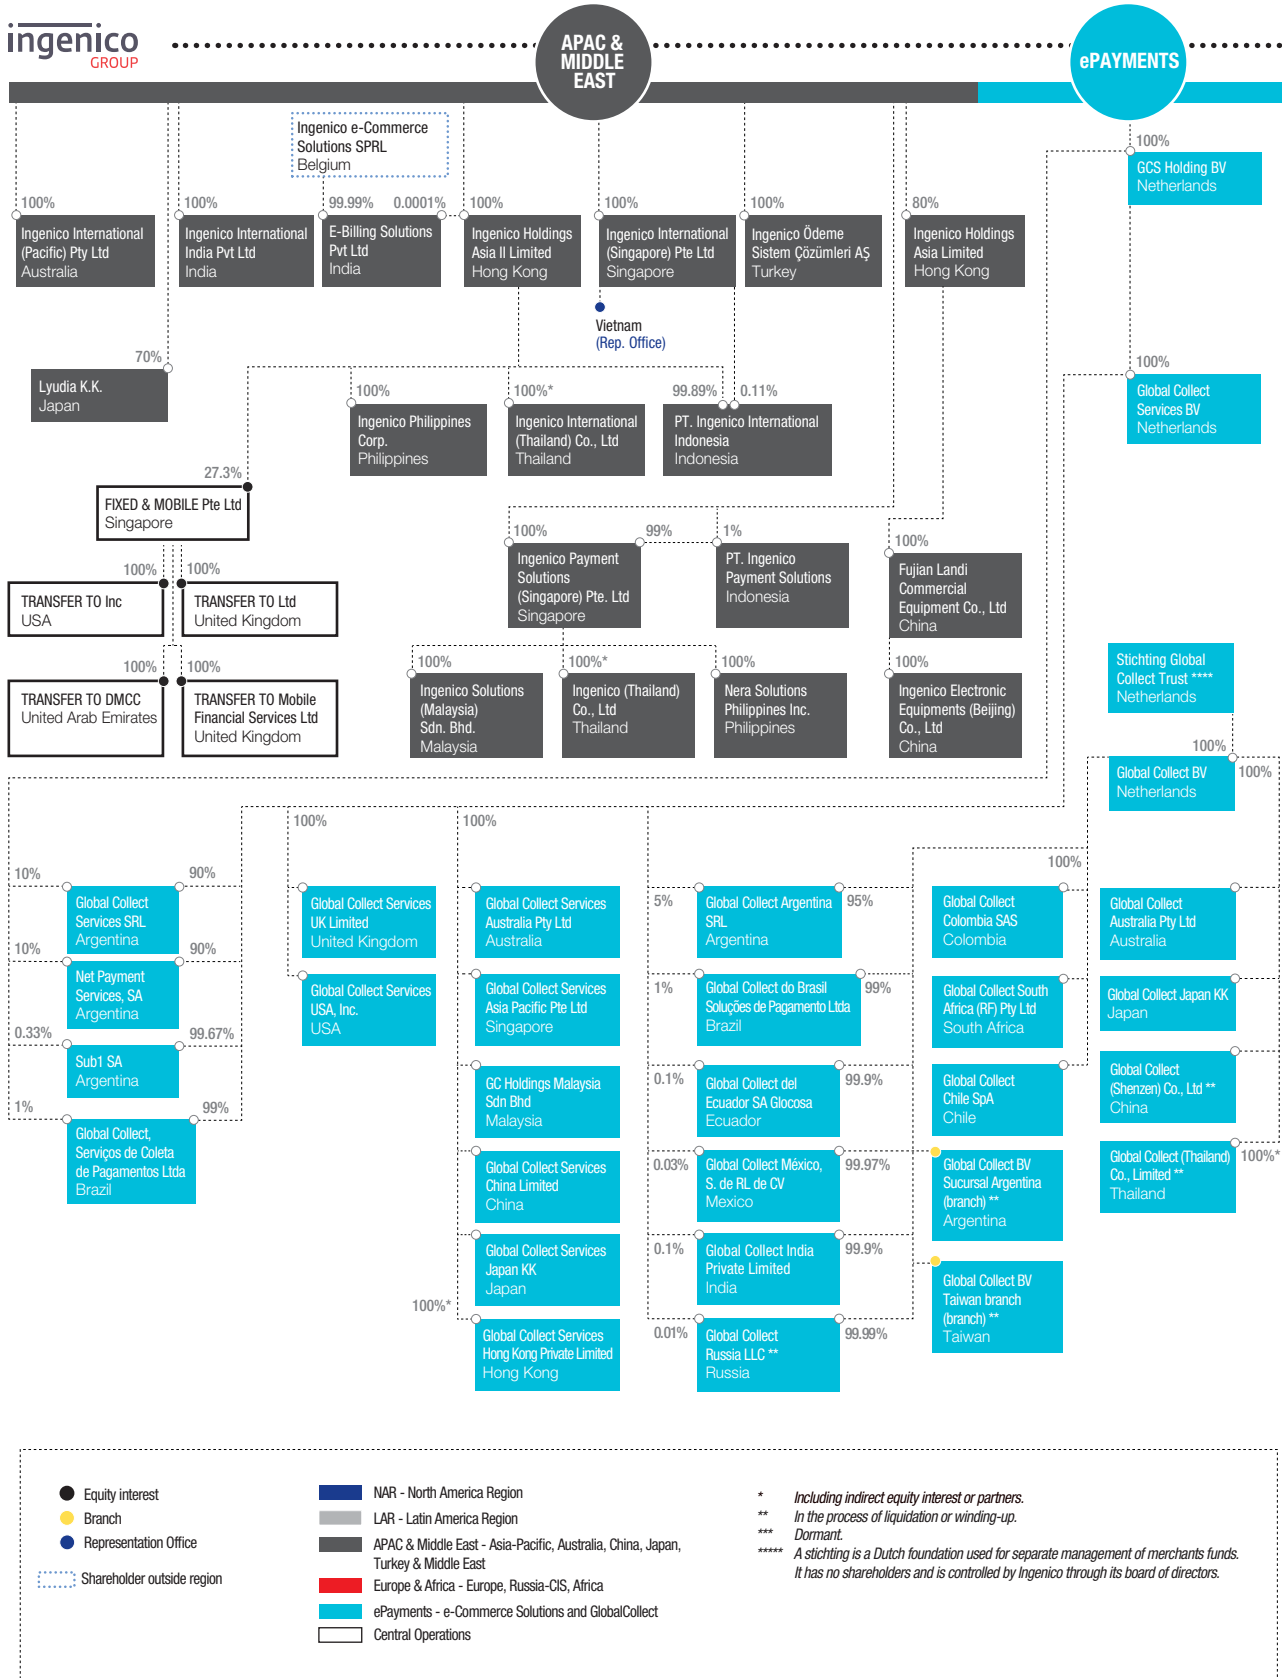 ingenico
GROUP
APAC &
MIDDLE
EAST
ePAYMENTS
Ingenico e-Commerce
Solutions SPRL
Belgium
100%
GCS Holding BV
Netherlands
100%
Ingenico International
(Pacific) Pty Ltd
Australia
100%
Ingenico International
India Pvt Ltd
India
99.99%
0.0001%
E-Billing Solutions
Pvt Ltd
India
100%
Ingenico Holdings
Asia II Limited
Hong Kong
100%
Ingenico International
(Singapore) Pte Ltd
Singapore
100%
Ingenico Ödeme
Sistem Çözümleri AŞ
Turkey
80%
Ingenico Holdings
Asia Limited
Hong Kong
Vietnam
(Rep. Office)
70%
Lyudia K.K.
Japan
100%
Ingenico Philippines
Corp.
Philippines
100%*
Ingenico International
(Thailand) Co., Ltd
Thailand
99.89%
0.11%
PT. Ingenico International
Indonesia
Indonesia
100%
Global Collect
Services BV
Netherlands
27.3%
FIXED & MOBILE Pte Ltd
Singapore
100%
TRANSFER TO Inc
USA
100%
TRANSFER TO Ltd
United Kingdom
100%
TRANSFER TO DMCC
United Arab Emirates
100%
TRANSFER TO Mobile
Financial Services Ltd
United Kingdom
100%
99%
Ingenico Payment
Solutions
(Singapore) Pte. Ltd
Singapore
1%
PT. Ingenico
Payment Solutions
Indonesia
100%
Fujian Landi
Commercial
Equipment Co., Ltd
China
100%
Ingenico Solutions
(Malaysia)
Sdn. Bhd.
Malaysia
100%*
Ingenico (Thailand)
Co., Ltd
Thailand
100%
Nera Solutions
Philippines Inc.
Philippines
100%
Ingenico Electronic
Equipments (Beijing)
Co., Ltd
China
Stichting Global
Collect Trust ****
Netherlands
100%
100%
Global Collect BV
Netherlands
100%
100%
100%
10%
90%
Global Collect
Services SRL
Argentina
10%
90%
Net Payment
Services, SA
Argentina
0.33%
99.67%
Sub1 SA
Argentina
1%
99%
Global Collect,
Serviços de Coleta
de Pagamentos Ltda
Brazil
Global Collect Services
UK Limited
United Kingdom
Global Collect Services
USA, Inc.
USA
Global Collect Services
Australia Pty Ltd
Australia
Global Collect Services
Asia Pacific Pte Ltd
Singapore
GC Holdings Malaysia
Sdn Bhd
Malaysia
Global Collect Services
China Limited
China
Global Collect Services
Japan KK
Japan
100%*
Global Collect Services
Hong Kong Private Limited
Hong Kong
5%
95%
Global Collect Argentina
SRL
Argentina
1%
99%
Global Collect do Brasil
Soluções de Pagamento Ltda
Brazil
0.1%
99.9%
Global Collect del
Ecuador SA Glocosa
Ecuador
0.03%
99.97%
Global Collect México,
S. de RL de CV
Mexico
0.1%
99.9%
Global Collect India
Private Limited
India
0.01%
99.99%
Global Collect
Russia LLC **
Russia
Global Collect
Colombia SAS
Colombia
Global Collect South
Africa (RF) Pty Ltd
South Africa
Global Collect
Chile SpA
Chile
Global Collect BV
Sucursal Argentina
(branch) **
Argentina
Global Collect BV
Taiwan branch
(branch) **
Taiwan
Global Collect
Australia Pty Ltd
Australia
Global Collect Japan KK
Japan
Global Collect
(Shenzen) Co., Ltd **
China
100%*
Global Collect (Thailand)
Co., Limited **
Thailand
Equity interest
Branch
Representation Office
Shareholder outside region
NAR - North America Region
LAR - Latin America Region
APAC & Middle East - Asia-Pacific, Australia, China, Japan,
Turkey & Middle East
Europe & Africa - Europe, Russia-CIS, Africa
ePayments - e-Commerce Solutions and GlobalCollect
Central Operations
* Including indirect equity interest or partners.
** In the process of liquidation or winding-up.
*** Dormant.
***** A stichting is a Dutch foundation used for separate management of merchants funds.
It has no shareholders and is controlled by Ingenico through its board of directors.